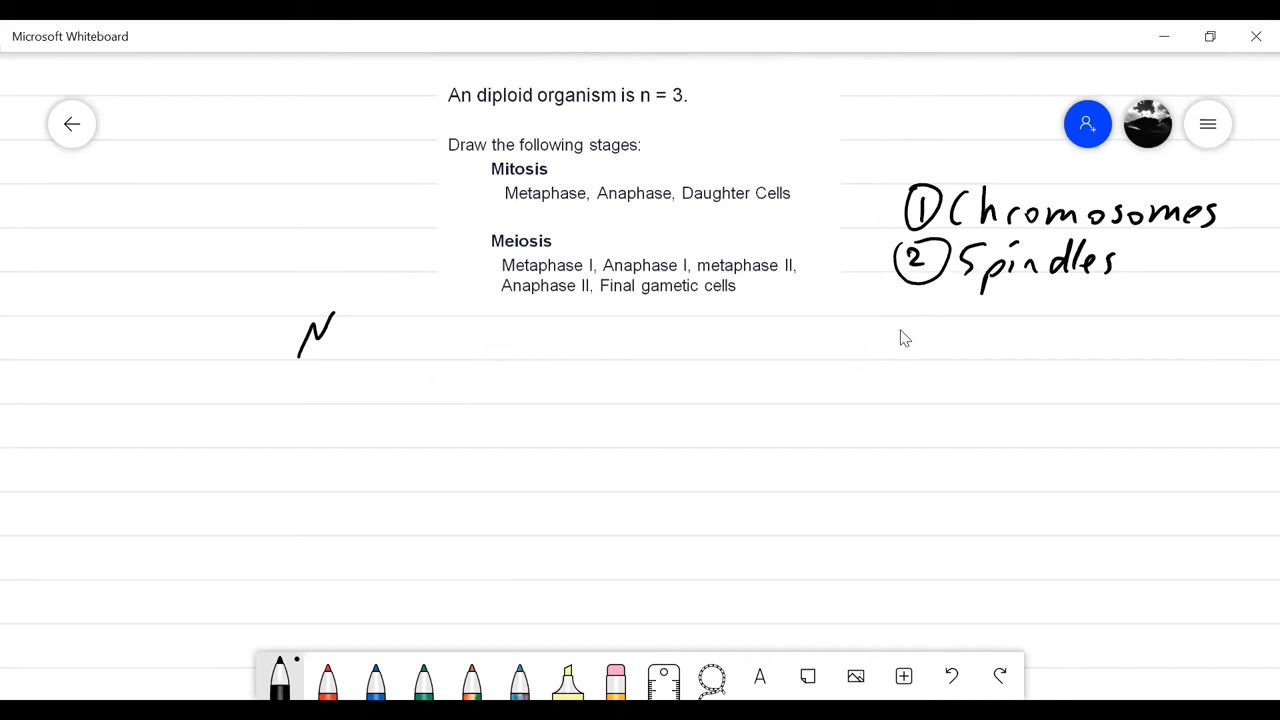 Microsoft Whiteboard
An diploid organism is n = 3.
Draw the following stages:
Mitosis
Metaphase, Anaphase, Daughter Cells
Meiosis
Metaphase I, Anaphase I, metaphase II,
Anaphase II, Final gametic cells
① Chromosomes
② Spindles
N
A